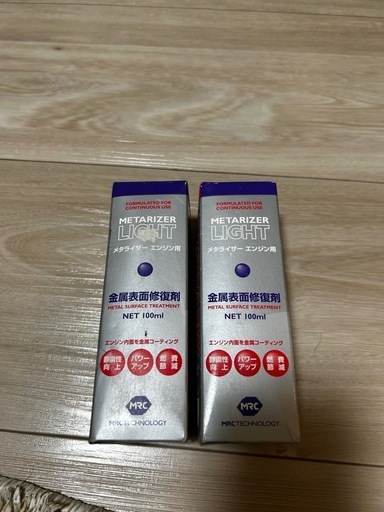 FORMULATED FOR
CONTINUOUS USE
METARIZER
LIGHT
メタライザー エンジン用
金属表面修復剤
METAL SURFACE TREATMENT
NET 100ml
エンジン内面を金属コーティング
静粛性
向上
パワー
アップ
燃費
節減
MRC
MRC TECHNOLOGY
FORMULATED FOR
CONTINUOUS USE
METARIZER
LIGHT
メタライザー エンジン用
金属表面修復剤
METAL SURFACE TREATMENT
NET 100ml
エンジン内面を金属コーティング
静粛性
向上
パワー
アップ
燃費
節減
MRC
MRC TECHNOLOGY